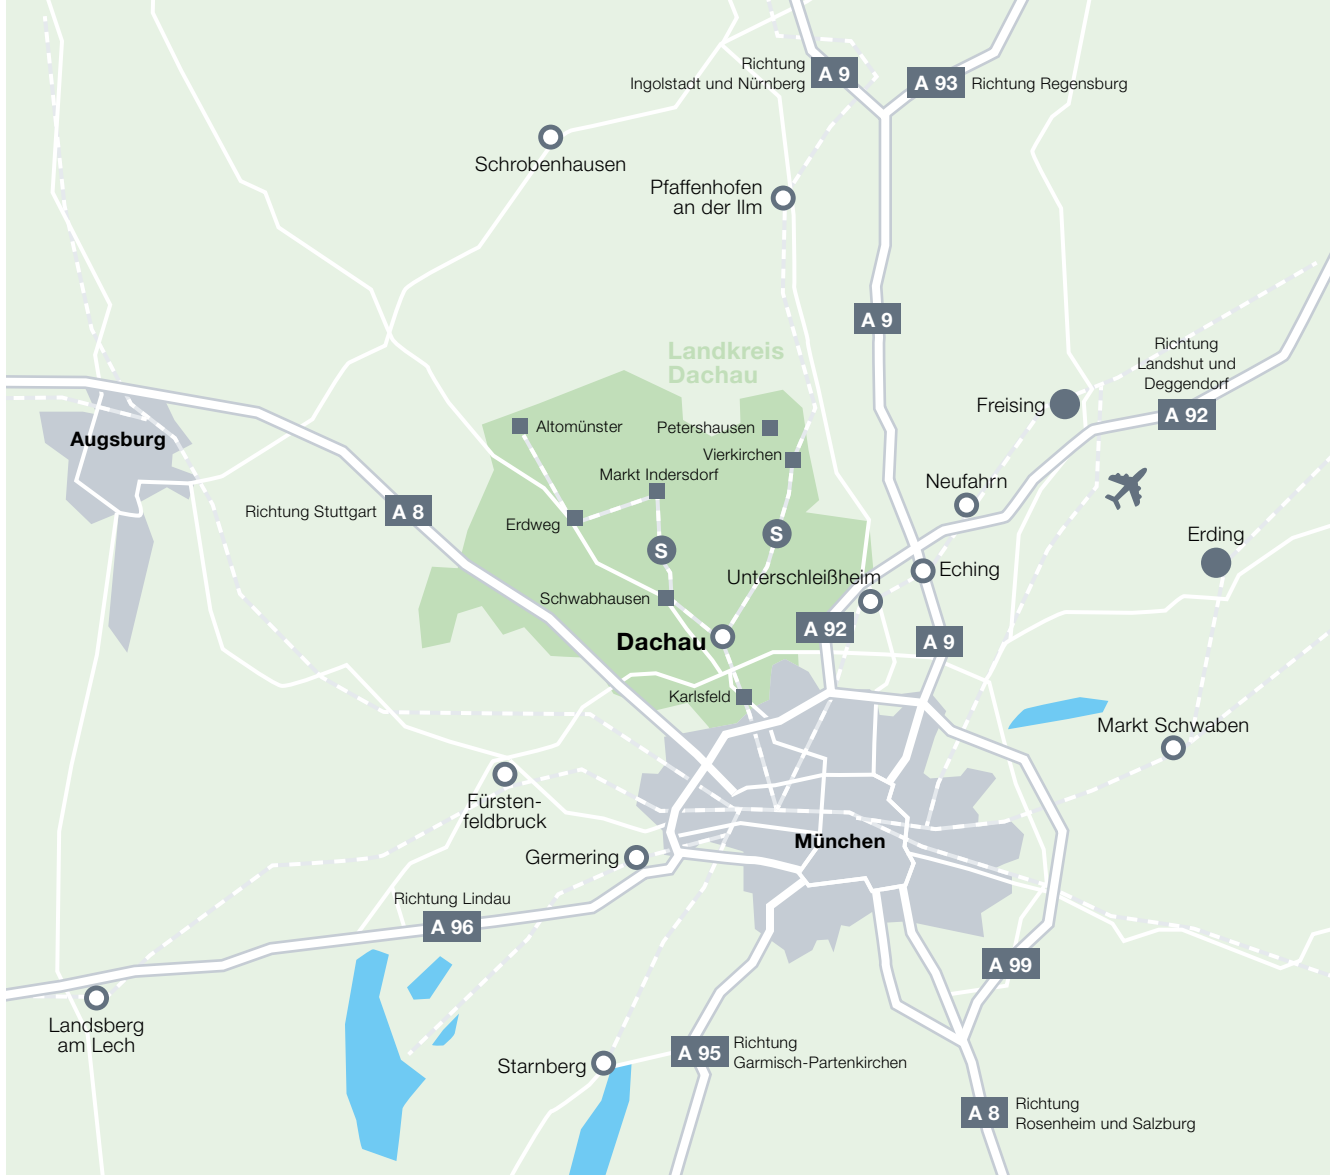 Richtung
Ingolstadt und Nürnberg
A 9
A 93
Richtung Regensburg
Schrobenhausen
Pfaffenhofen
an der Ilm
A 9
Landkreis
Dachau
Richtung
Landshut und
Deggendorf
A 92
Freising
Augsburg
Altomünster
Petershausen
Vierkirchen
Markt Indersdorf
Neufahrn
Richtung Stuttgart
A 8
Erdweg
S
S
Erding
Unterschleißheim
Eching
Schwabhausen
Dachau
A 92
A 9
Karlsfeld
Markt Schwaben
Fürsten-
feldbruck
München
Germering
Richtung Lindau
A 96
A 99
Landsberg
am Lech
Starnberg
A 95
Richtung
Garmisch-Partenkirchen
A 8
Richtung
Rosenheim und Salzburg